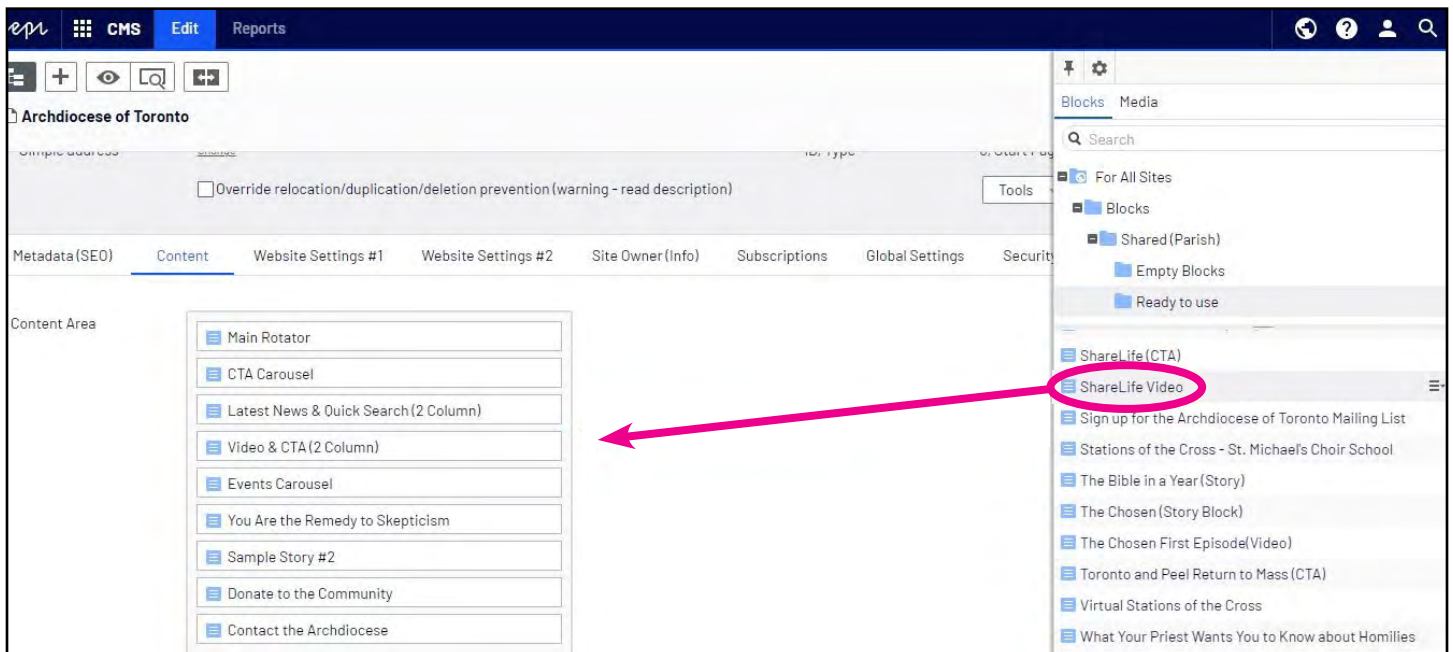 epi CMS Edit Reports
Archdiocese of Toronto
Simple address Change ID, Type
Override relocation/duplication/deletion prevention (warning - read description)
Tools
Metadata (SEO) Content Website Settings #1 Website Settings #2 Site Owner (Info) Subscriptions Global Settings Security
Content Area
Main Rotator
CTA Carousel
Latest News & Quick Search (2 Column)
Video & CTA (2 Column)
Events Carousel
You Are the Remedy to Skepticism
Sample Story #2
Donate to the Community
Contact the Archdiocese
Blocks Media
Search
For All Sites
Blocks
Shared (Parish)
Empty Blocks
Ready to use
ShareLife (CTA)
ShareLife Video
Sign up for the Archdiocese of Toronto Mailing List
Stations of the Cross - St. Michael's Choir School
The Bible in a Year (Story)
The Chosen (Story Block)
The Chosen First Episode(Video)
Toronto and Peel Return to Mass (CTA)
Virtual Stations of the Cross
What Your Priest Wants You to Know about Homilies